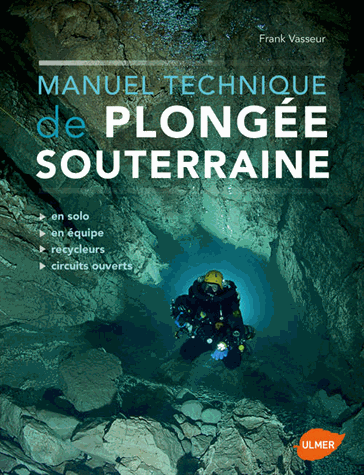 Frank Vasseur
MANUEL TECHNIQUE
de PLONGÉE
SOUTERRAINE
en solo
en équipe
recycleurs
circuits ouverts
ULMER